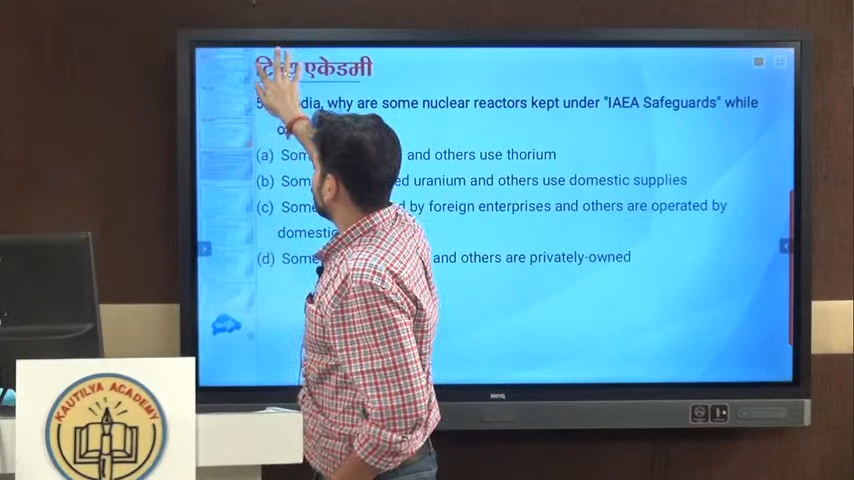 एकेडमी
5 dia, why are some nuclear reactors kept under "IAEA Safeguards" while
(a) Som and others use thorium
(b) Som ed uranium and others use domestic supplies
(c) Some d by foreign enterprises and others are operated by
domestic
(d) Some and others are privately-owned
BenQ
KAUTILYA ACADEMY